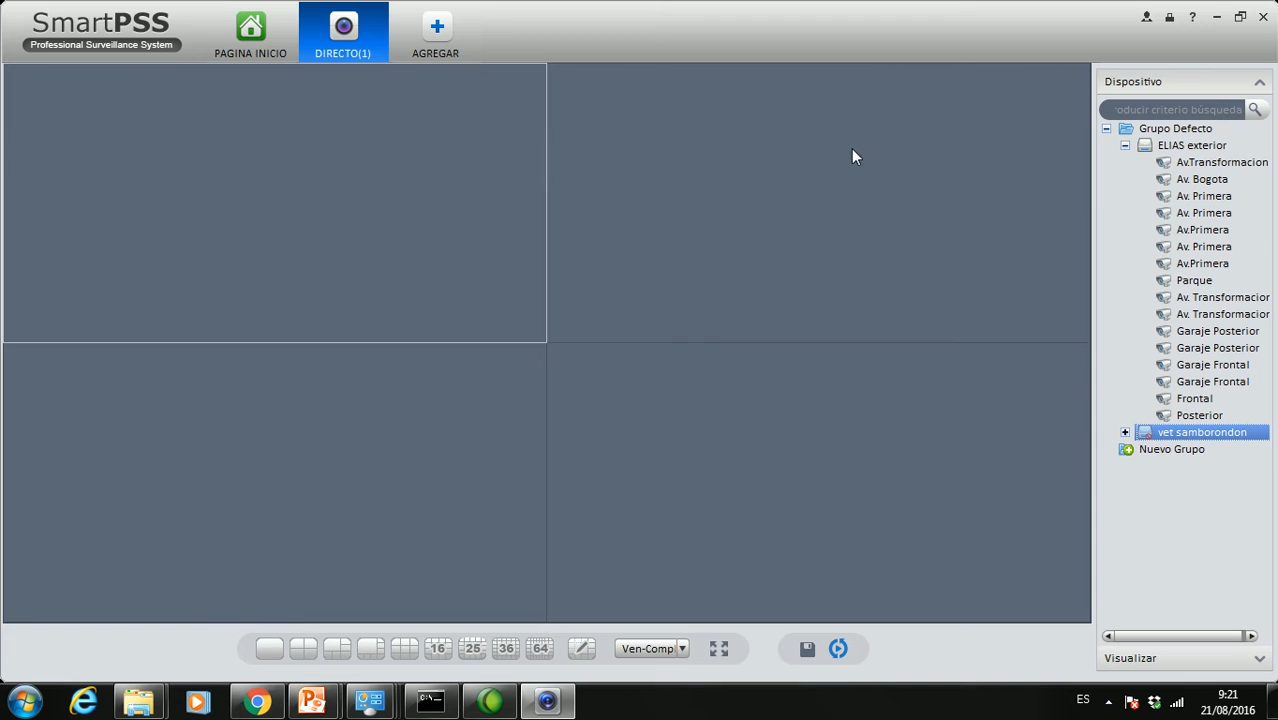 SmartPSS
Professional Surveillance System
PAGINA INICIO
DIRECTO(1)
AGREGAR
Dispositivo
roducir criterio búsqueda
Grupo Defecto
ELIAS exterior
Av.Transformacion
Av. Bogota
Av. Primera
Av. Primera
Av.Primera
Av. Primera
Av.Primera
Parque
Av. Transformacior
Av. Transformacior
Garaje Posterior
Garaje Posterior
Garaje Frontal
Garaje Frontal
Frontal
Posterior
vet samborondon
Nuevo Grupo
16
25
36
64
Ven-Comp
Visualizar
ES
9:21
21/08/2016